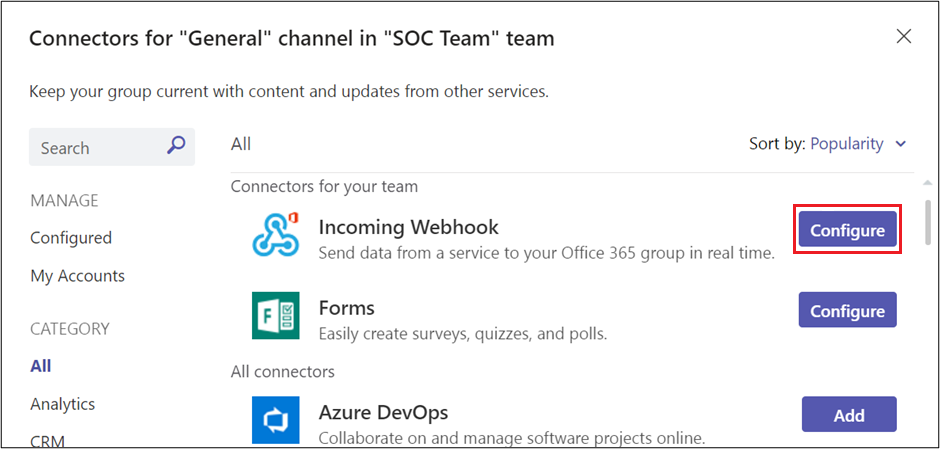 Connectors for "General" channel in "SOC Team" team
Keep your group current with content and updates from other services.
Search
All
Sort by: Popularity
MANAGE
Configured
My Accounts
CATEGORY
All
Analytics
CRM
Connectors for your team
Incoming Webhook
Send data from a service to your Office 365 group in real time.
Configure
F
Forms
Easily create surveys, quizzes, and polls.
Configure
All connectors
Azure DevOps
Collaborate on and manage software projects online.
Add